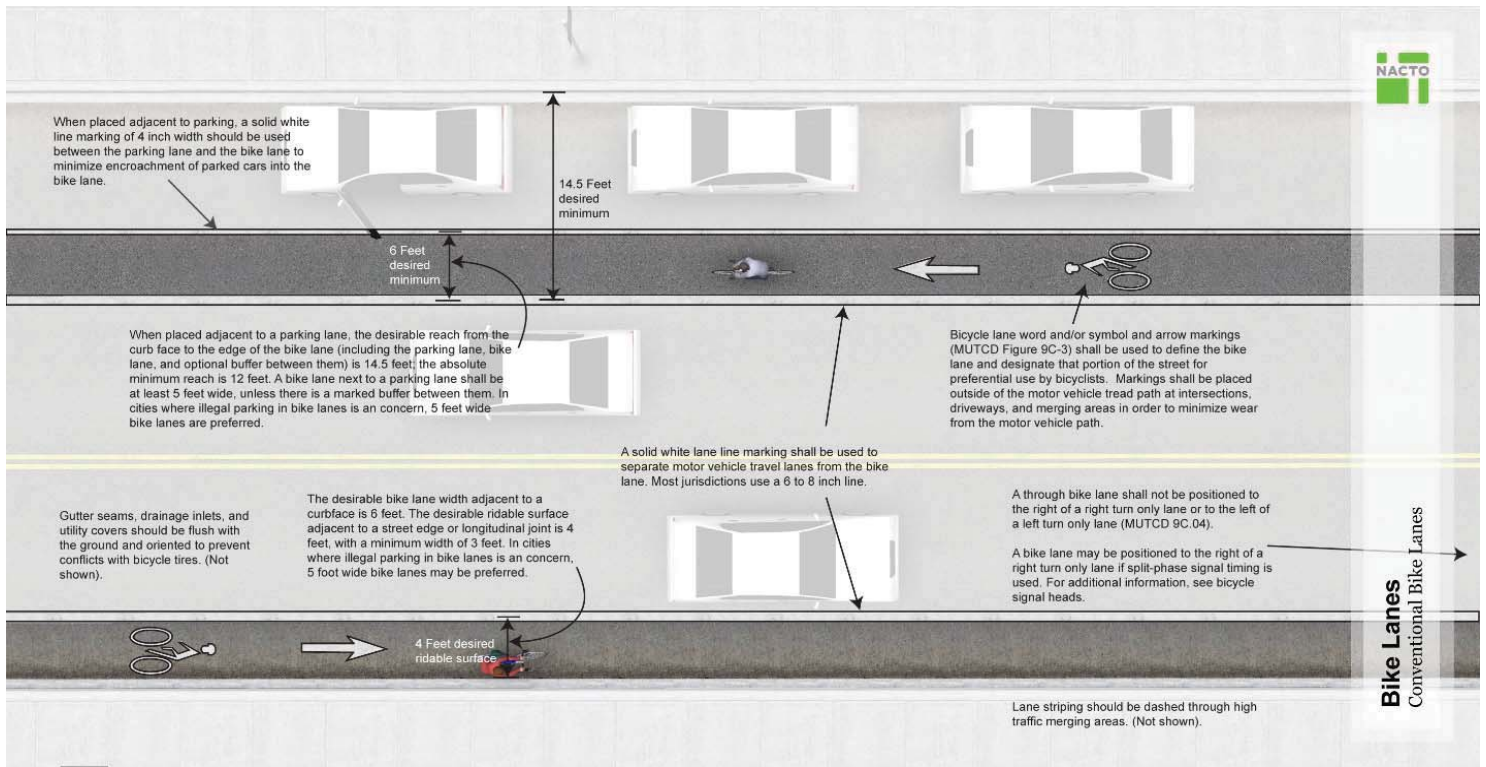 NACTO
When placed adjacent to parking, a solid white
line marking of 4 inch width should be used
between the parking lane and the bike lane to
minimize encroachment of parked cars into the
bike lane.
14.5 Feet
desired
minimum
6 Feet
desired
minimum
When placed adjacent to a parking lane, the desirable reach from the
curb face to the edge of the bike lane (including the parking lane, bike
lane, and optional buffer between them) is 14.5 feet; the absolute
minimum reach is 12 feet. A bike lane next to a parking lane shall be
at least 5 feet wide, unless there is a marked buffer between them. In
cities where illegal parking in bike lanes is an concern, 5 feet wide
bike lanes are preferred.
Bicycle lane word and/or symbol and arrow markings
(MUTCD Figure 9C-3) shall be used to define the bike
lane and designate that portion of the street for
preferential use by bicyclists. Markings shall be placed
outside of the motor vehicle tread path at intersections,
driveways, and merging areas in order to minimize wear
from the motor vehicle path.
A solid white lane line marking shall be used to
separate motor vehicle travel lanes from the bike
lane. Most jurisdictions use a 6 to 8 inch line.
Gutter seams, drainage inlets, and
utility covers should be flush with
the ground and oriented to prevent
conflicts with bicycle tires. (Not
shown).
The desirable bike lane width adjacent to a
curbface is 6 feet. The desirable ridable surface
adjacent to a street edge or longitudinal joint is 4
feet, with a minimum width of 3 feet. In cities
where illegal parking in bike lanes is an concern,
5 foot wide bike lanes may be preferred.
A through bike lane shall not be positioned to
the right of a right turn only lane or to the left of
a left turn only lane (MUTCD 9C.04).
A bike lane may be positioned to the right of a
right turn only lane if split-phase signal timing is
used. For additional information, see bicycle
signal heads.
4 Feet desired
ridable surface
Lane striping should be dashed through high
traffic merging areas. (Not shown).
Bike Lanes
Conventional Bike Lanes